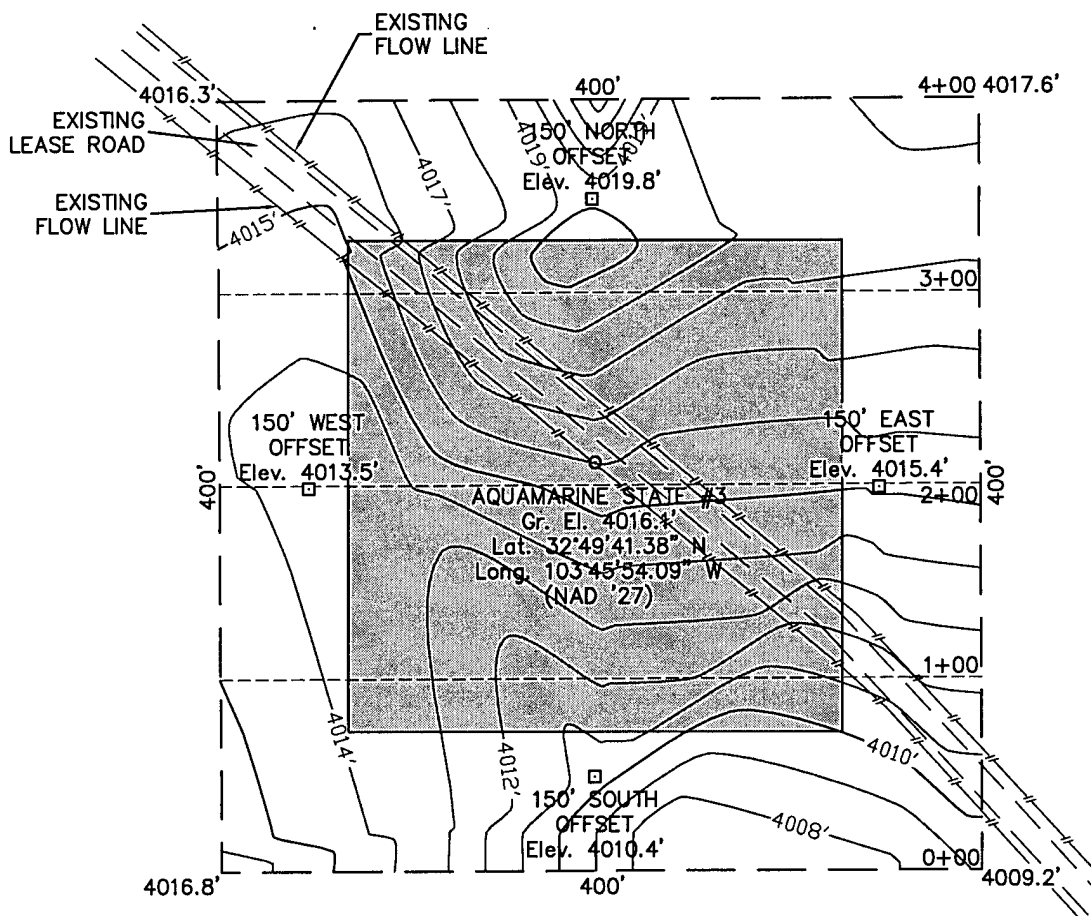 EXISTING
FLOW LINE
4016.3'
400'
4+00 4017.6'
EXISTING
LEASE ROAD
4017'
4019'
150' NORTH
OFFSET
Elev. 4019.8'
EXISTING
FLOW LINE
4015'
3+00
150' WEST
OFFSET
Elev. 4013.5'
150' EAST
OFFSET
Elev. 4015.4'
400'
2+00
400'
AQUAMARINE STATE #3
Gr. El. 4016.1'
Lat. 32°49'41.38" N
Long. 103°45'54.09" W
(NAD '27)
1+00
4014'
4012'
4010'
150' SOUTH
OFFSET
Elev. 4010.4'
4008'
0+00
4016.8'
400'
4009.2'